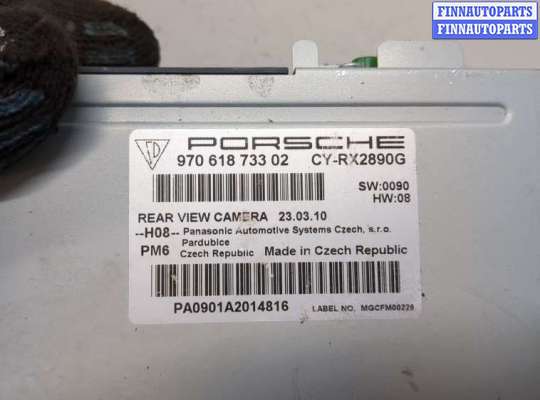 FINNAUTOPARTS
FINNAUTOPARTS
PORSCHE
970 618 733 02 CY-RX2890G
SW:0090
HW:08
REAR VIEW CAMERA 23.03.10
--H08-- Panasonic Automotive Systems Czech, s.r.o.
Pardubice
PM6 Czech Republic Made in Czech Republic
PA0901A2014816 LABEL NO. MGCFM00229